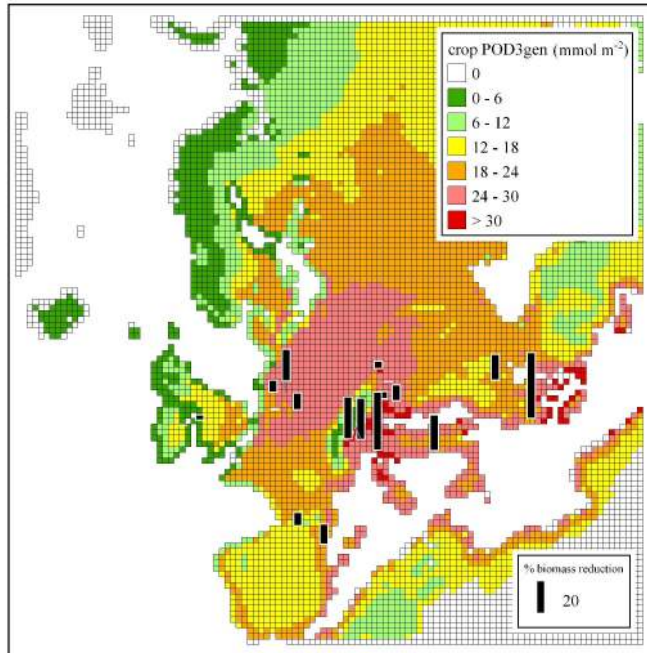 crop POD3gen (mmol m-2)
0
0 - 6
6 - 12
12 - 18
18 - 24
24 - 30
> 30
% biomass reduction
20